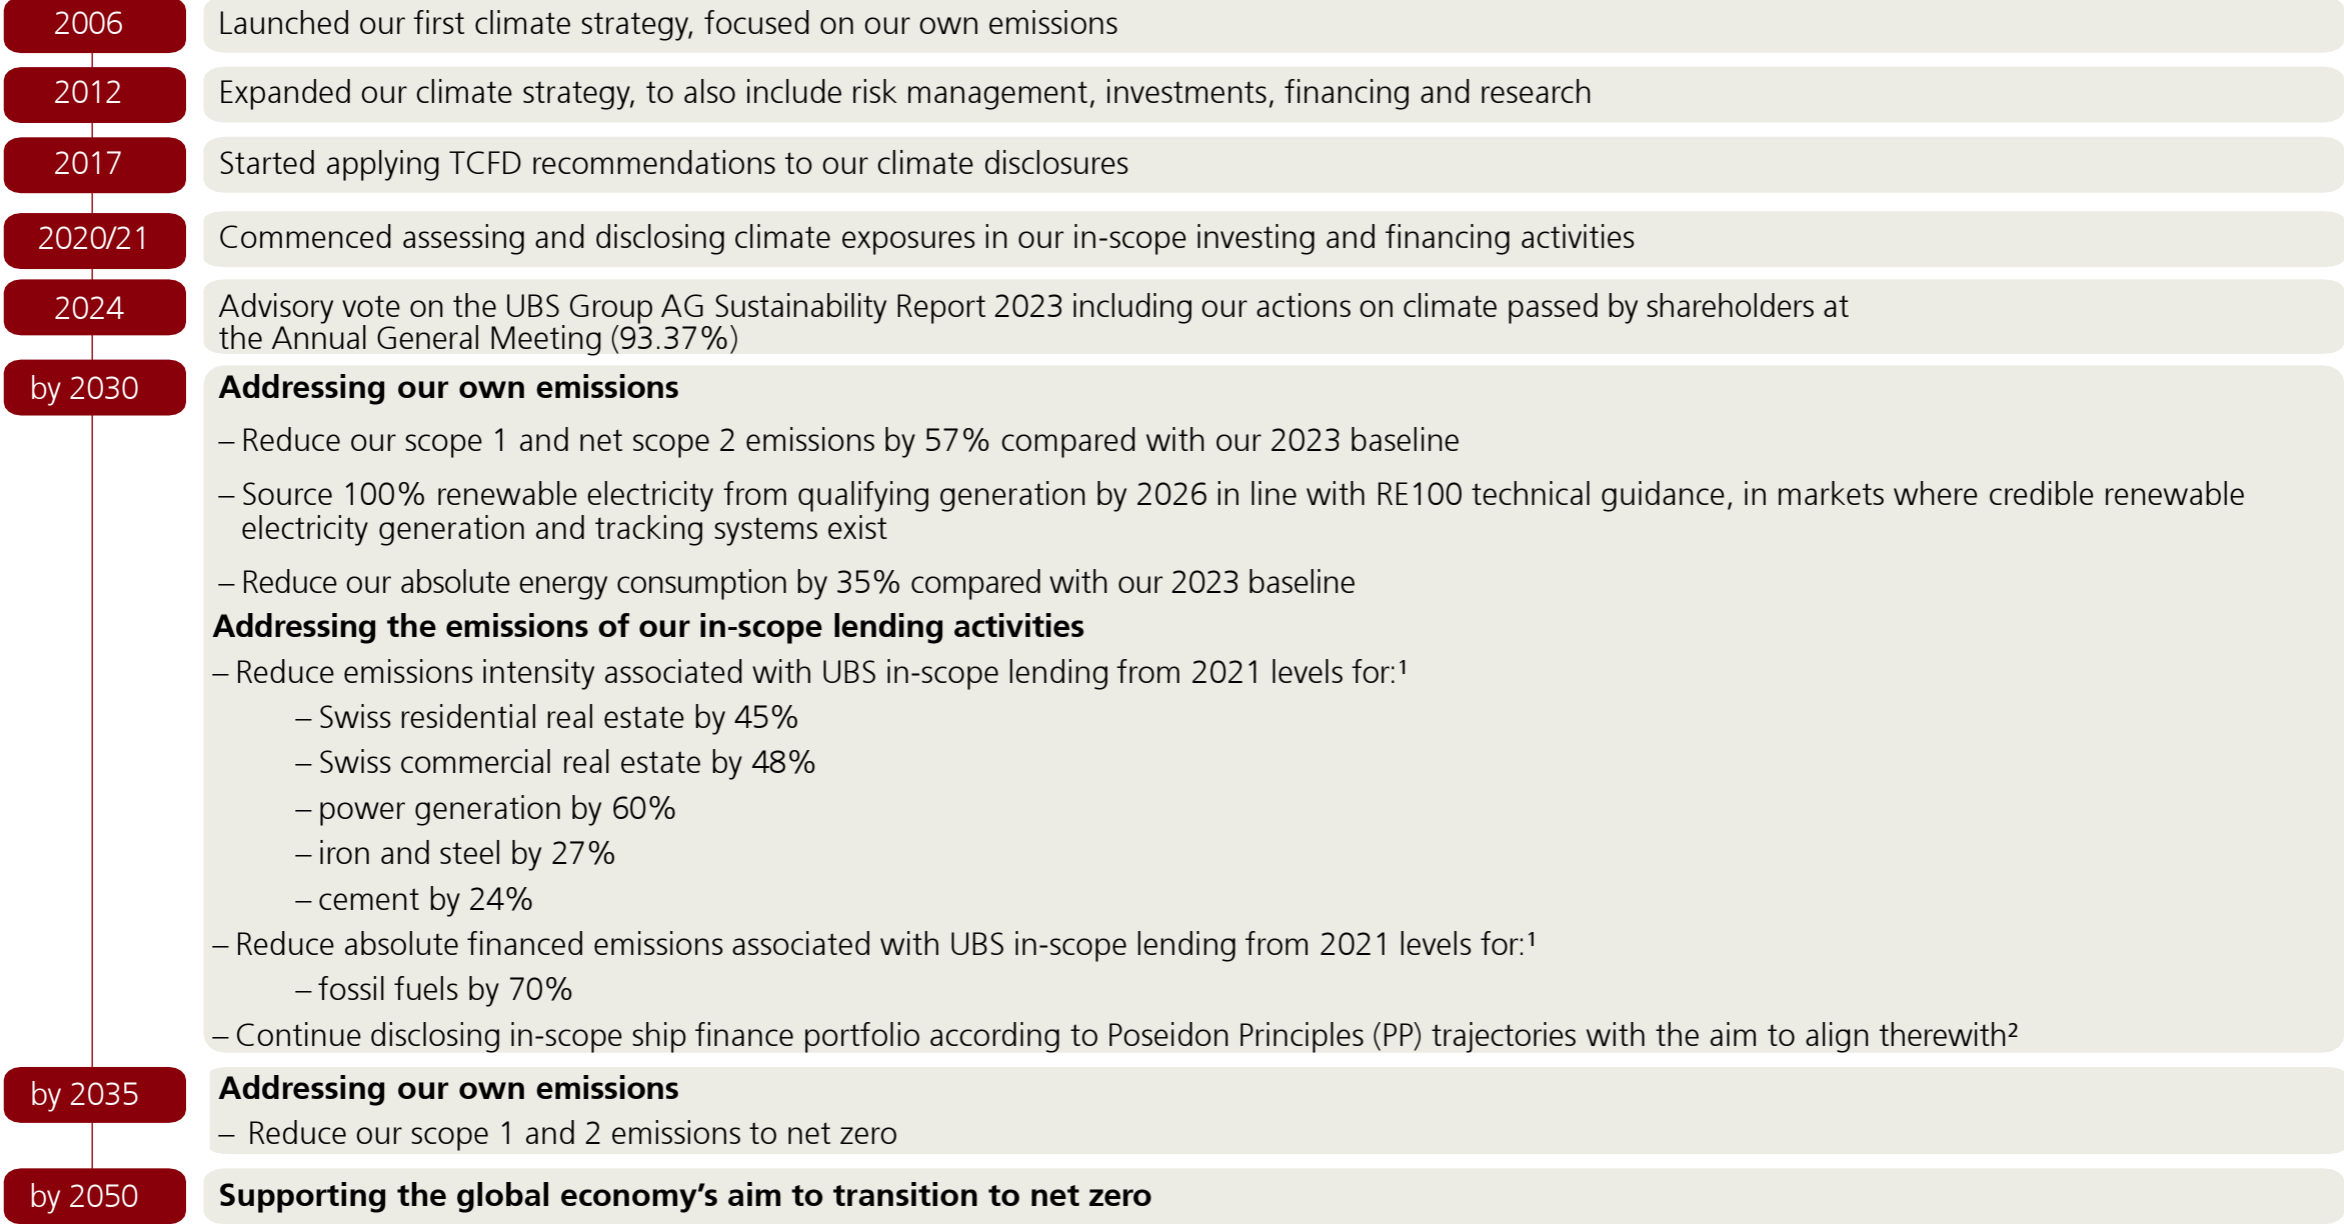 2006
Launched our first climate strategy, focused on our own emissions
2012
Expanded our climate strategy, to also include risk management, investments, financing and research
2017
Started applying TCFD recommendations to our climate disclosures
2020/21
Commenced assessing and disclosing climate exposures in our in-scope investing and financing activities
2024
Advisory vote on the UBS Group AG Sustainability Report 2023 including our actions on climate passed by shareholders at
the Annual General Meeting (93.37%)
by 2030
Addressing our own emissions
– Reduce our scope 1 and net scope 2 emissions by 57% compared with our 2023 baseline
– Source 100% renewable electricity from qualifying generation by 2026 in line with RE100 technical guidance, in markets where credible renewable
electricity generation and tracking systems exist
– Reduce our absolute energy consumption by 35% compared with our 2023 baseline
Addressing the emissions of our in-scope lending activities
– Reduce emissions intensity associated with UBS in-scope lending from 2021 levels for:¹
– Swiss residential real estate by 45%
– Swiss commercial real estate by 48%
– power generation by 60%
– iron and steel by 27%
– cement by 24%
– Reduce absolute financed emissions associated with UBS in-scope lending from 2021 levels for:¹
– fossil fuels by 70%
– Continue disclosing in-scope ship finance portfolio according to Poseidon Principles (PP) trajectories with the aim to align therewith²
by 2035
Addressing our own emissions
– Reduce our scope 1 and 2 emissions to net zero
by 2050
Supporting the global economy’s aim to transition to net zero